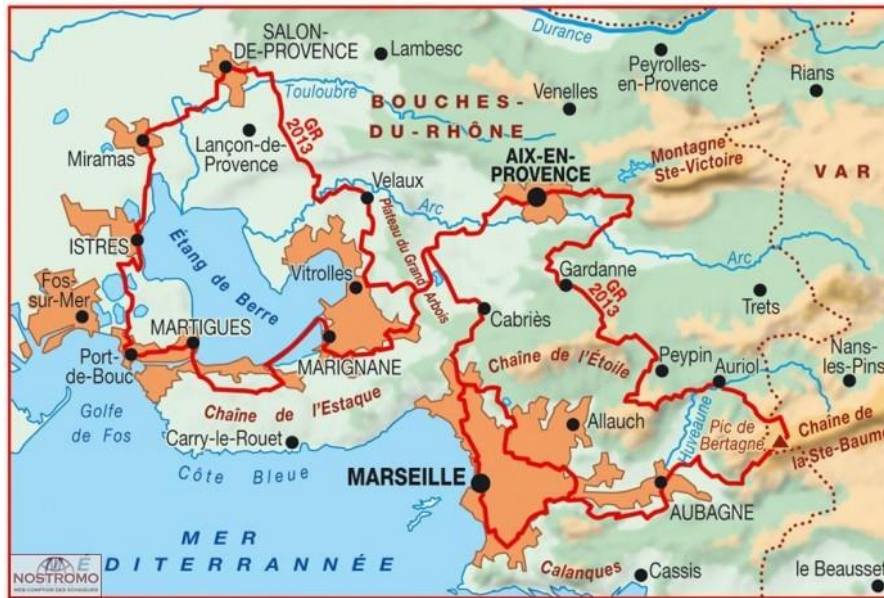 SALON-
DE-PROVENCE
Lambesc
Durance
Peyrolles-
en-Provence
Rians
Touloubre
BOUCHES-
DU-RHÔNE
Venelles
GR
2013
Miramas
Lançon-de-
Provence
AIX-EN-
PROVENCE
Montagne
Ste-Victoire
VAR
Velaux
Arc
Plateau du Grand Arbois
ISTRES
Étang de Berre
Vitrolles
Arc
Gardanne
GR
2013
Trets
Fos-
sur-Mer
MARTIGUES
Cabriès
Port-
de-Bouc
MARIGNANE
Chaîne de l'Étoile
Peypin
Auriol
Nans-
les-Pins
Golfe
de Fos
Chaîne de l'Estaque
Allauch
Huveaune
Pic de
Bertagne
Chaîne de
la Ste-Baume
Carry-le-Rouet
Côte Bleue
MARSEILLE
AUBAGNE
MER
MÉDITERRANNÉE
Calanques
Cassis
le Beausset
NOSTROMO